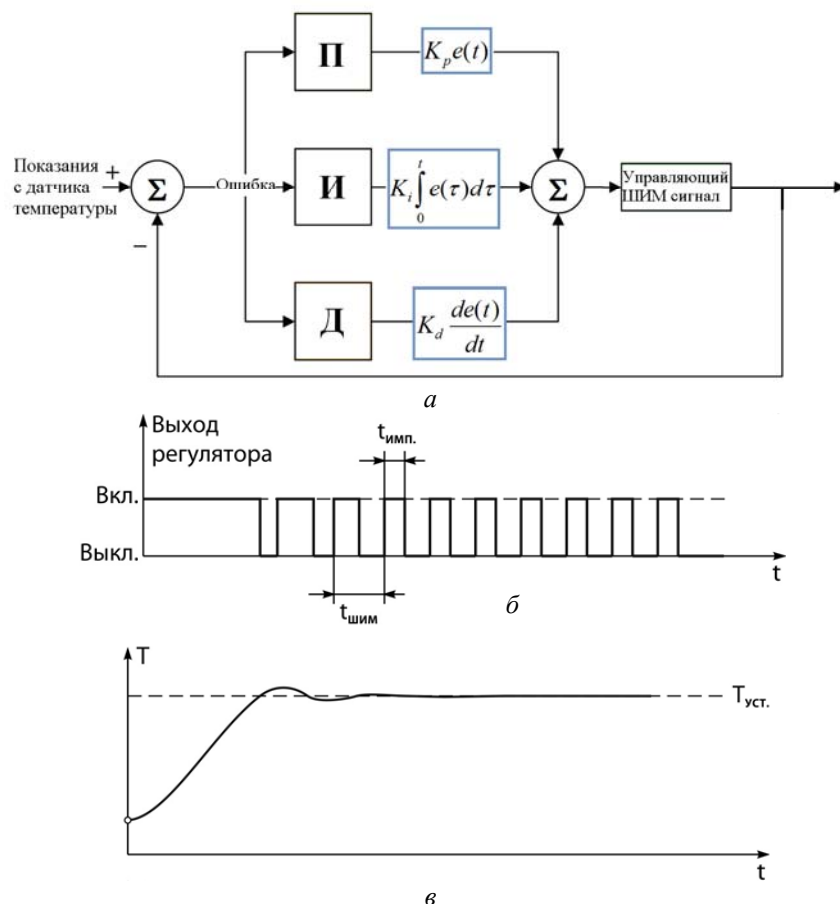 П
K_p e(t)
Показания
с датчика
температуры
+
−
Σ
Ошибка
И
K_i ∫_0^t e(τ)dτ
Σ
Управляющий
ШИМ сигнал
Д
K_d de(t)/dt
а
Выход
регулятора
t_имп.
Вкл.
Выкл.
t
t_шим
б
T
T_уст.
t
в